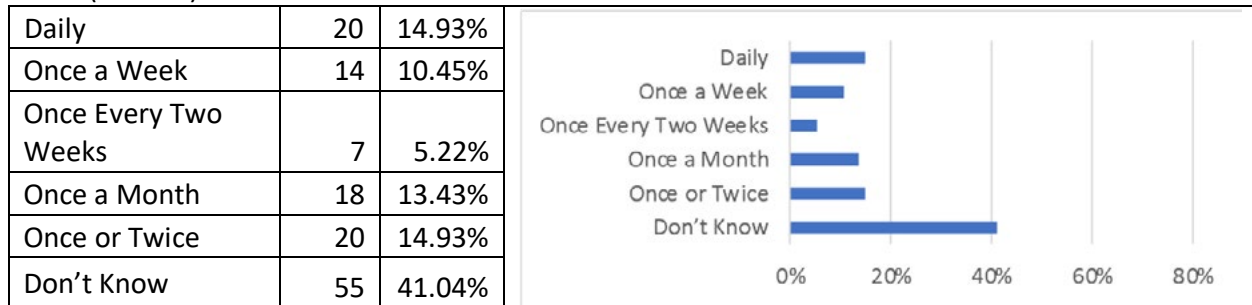 Daily 20 14.93%
Once a Week 14 10.45%
Once Every Two
Weeks 7 5.22%
Once a Month 18 13.43%
Once or Twice 20 14.93%
Don’t Know 55 41.04%
Daily
Once a Week
Once Every Two Weeks
Once a Month
Once or Twice
Don’t Know
0% 20% 40% 60% 80%